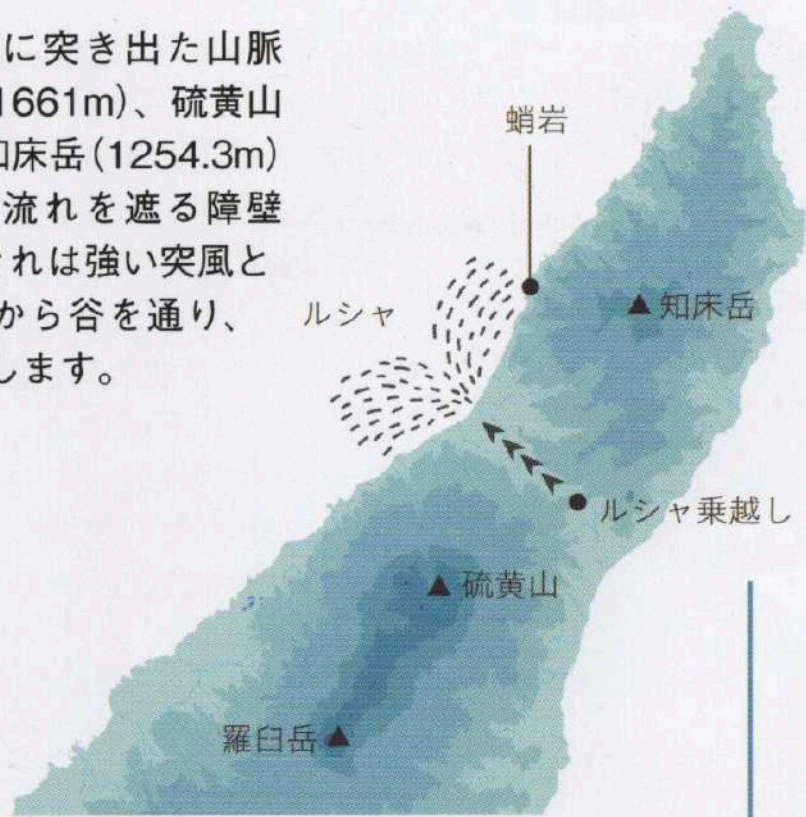 に突き出た山脈
1661m)、硫黄山
知床岳(1254.3m)
流れを遮る障壁
れは強い突風と
から谷を通り、
します。
蛸岩
ルシャ
知床岳
ルシャ乗越し
硫黄山
羅臼岳